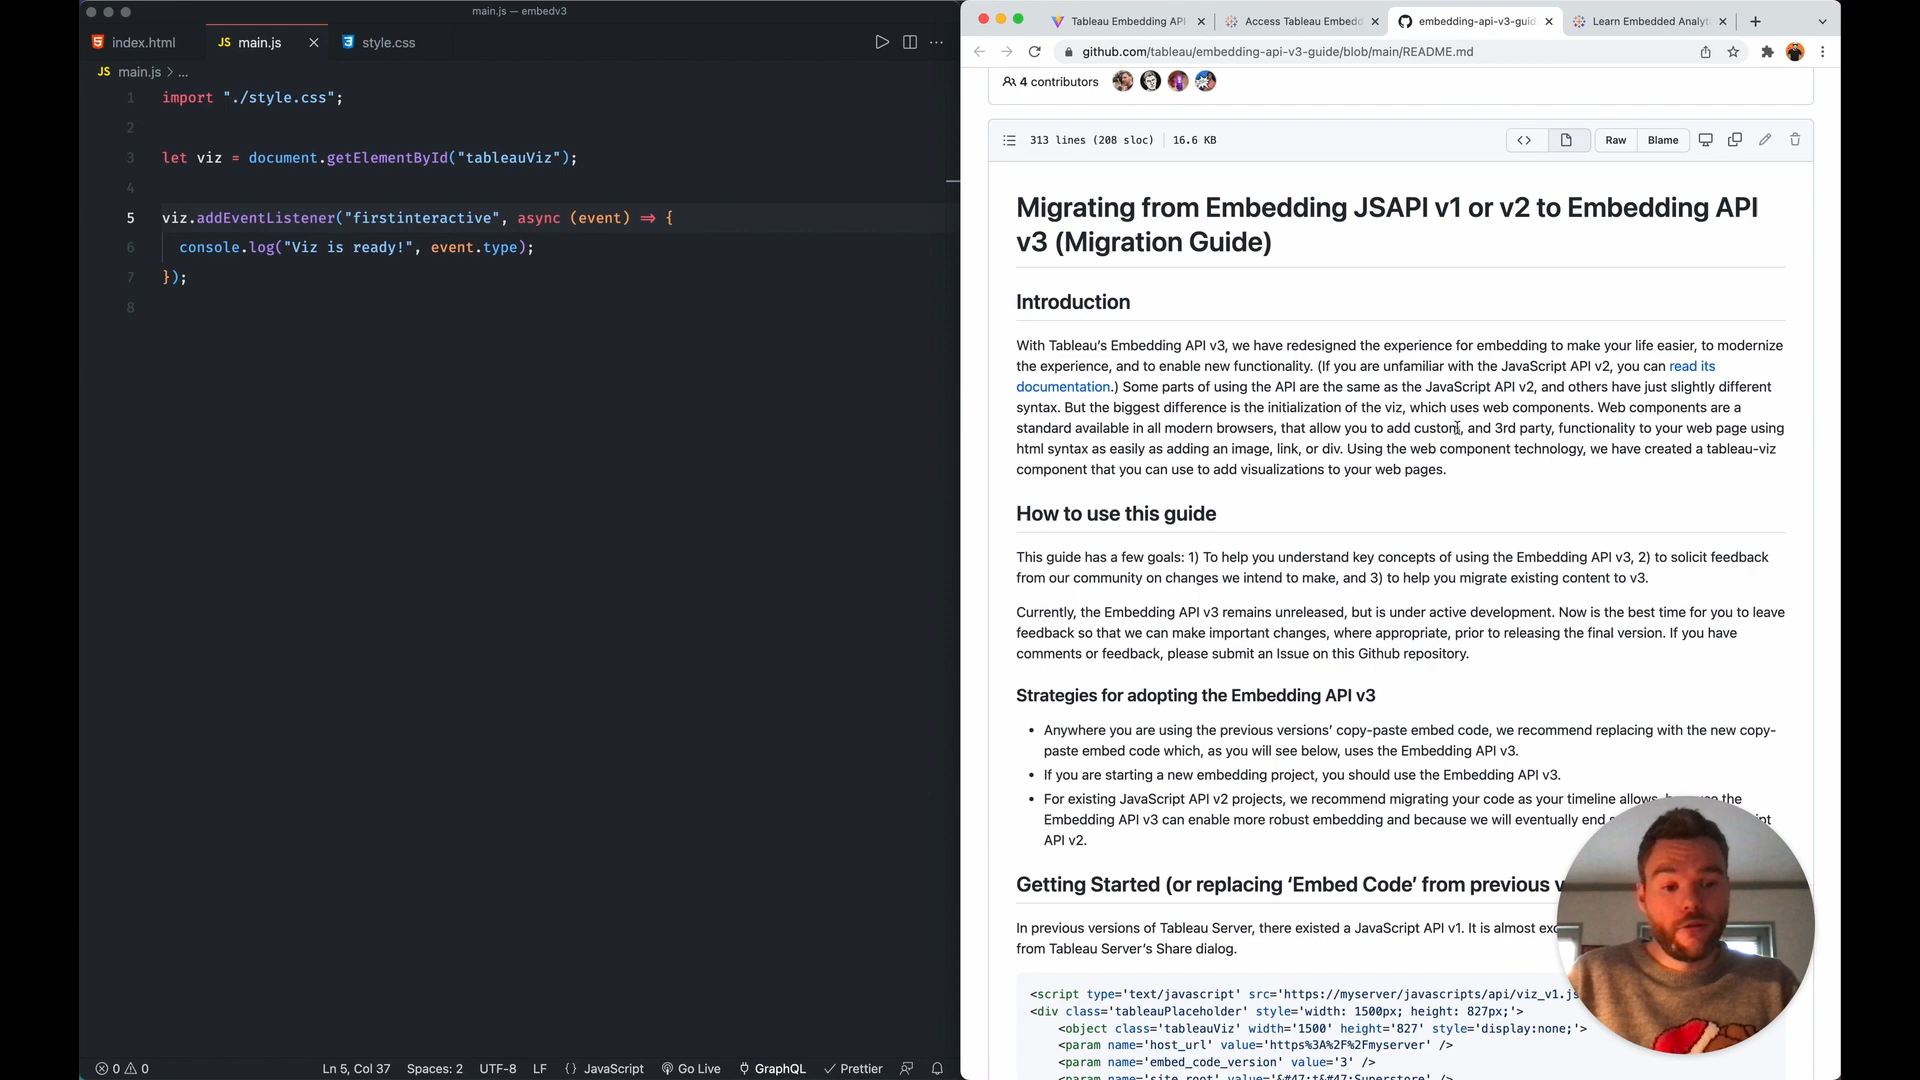 main.js — embedv3
index.html
JS main.js
style.css
JS main.js > ...
1 import "./style.css";
2
3 let viz = document.getElementById("tableauViz");
4
5 viz.addEventListener("firstinteractive", async (event) => {
6 console.log("Viz is ready!", event.type);
7 });
8
0 0
Ln 5, Col 37 Spaces: 2 UTF-8 LF {} JavaScript Go Live GraphQL Prettier
Tableau Embedding API
Access Tableau Embedd
embedding-api-v3-guid
Learn Embedded Analyt
github.com/tableau/embedding-api-v3-guide/blob/main/README.md
4 contributors
313 lines (208 sloc) 16.6 KB
Raw Blame
Migrating from Embedding JSAPI v1 or v2 to Embedding API
v3 (Migration Guide)
Introduction
With Tableau's Embedding API v3, we have redesigned the experience for embedding to make your life easier, to modernize
the experience, and to enable new functionality. (If you are unfamiliar with the JavaScript API v2, you can read its
documentation.) Some parts of using the API are the same as the JavaScript API v2, and others have just slightly different
syntax. But the biggest difference is the initialization of the viz, which uses web components. Web components are a
standard available in all modern browsers, that allow you to add custom, and 3rd party, functionality to your web page using
html syntax as easily as adding an image, link, or div. Using the web component technology, we have created a tableau-viz
component that you can use to add visualizations to your web pages.
How to use this guide
This guide has a few goals: 1) To help you understand key concepts of using the Embedding API v3, 2) to solicit feedback
from our community on changes we intend to make, and 3) to help you migrate existing content to v3.
Currently, the Embedding API v3 remains unreleased, but is under active development. Now is the best time for you to leave
feedback so that we can make important changes, where appropriate, prior to releasing the final version. If you have
comments or feedback, please submit an Issue on this Github repository.
Strategies for adopting the Embedding API v3
• Anywhere you are using the previous versions' copy-paste embed code, we recommend replacing with the new copy-
paste embed code which, as you will see below, uses the Embedding API v3.
• If you are starting a new embedding project, you should use the Embedding API v3.
• For existing JavaScript API v2 projects, we recommend migrating your code as your timeline allows, the
Embedding API v3 can enable more robust embedding and because we will eventually end
API v2.
Getting Started (or replacing 'Embed Code' from previous v
In previous versions of Tableau Server, there existed a JavaScript API v1. It is almost
from Tableau Server's Share dialog.
<script type='text/javascript' src='https://myserver/javascripts/api/viz_v1.js
<div class='tableauPlaceholder' style='width: 1500px; height: 827px;'>
<object class='tableauViz' width='1500' height='827' style='display:none;'>
<param name='host_url' value='https%3A%2F%2Fmyserver' />
<param name='embed_code_version' value='3' />
<param name='site_root' value='&#47;t&#47;Superstore' />